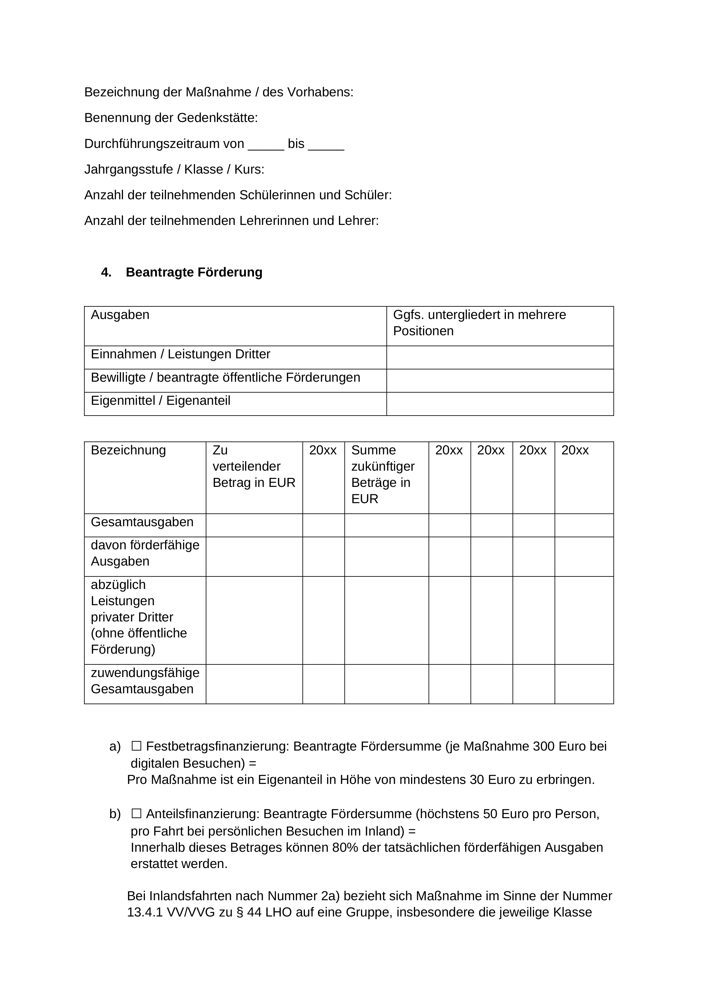 Bezeichnung der Maßnahme / des Vorhabens:
Benennung der Gedenkstätte:
Durchführungszeitraum von _____ bis _____
Jahrgangsstufe / Klasse / Kurs:
Anzahl der teilnehmenden Schülerinnen und Schüler:
Anzahl der teilnehmenden Lehrerinnen und Lehrer:
4. Beantragte Förderung
Ausgaben
Ggfs. untergliedert in mehrere
Positionen
Einnahmen / Leistungen Dritter
Bewilligte / beantragte öffentliche Förderungen
Eigenmittel / Eigenanteil
Bezeichnung
Zu
verteilender
Betrag in EUR
20xx
Summe
zukünftiger
Beträge in
EUR
20xx
20xx
20xx
20xx
Gesamtausgaben
davon förderfähige
Ausgaben
abzüglich
Leistungen
privater Dritter
(ohne öffentliche
Förderung)
zuwendungsfähige
Gesamtausgaben
a) ☐ Festbetragsfinanzierung: Beantragte Fördersumme (je Maßnahme 300 Euro bei
digitalen Besuchen) =
Pro Maßnahme ist ein Eigenanteil in Höhe von mindestens 30 Euro zu erbringen.
b) ☐ Anteilsfinanzierung: Beantragte Fördersumme (höchstens 50 Euro pro Person,
pro Fahrt bei persönlichen Besuchen im Inland) =
Innerhalb dieses Betrages können 80% der tatsächlichen förderfähigen Ausgaben
erstattet werden.
Bei Inlandsfahrten nach Nummer 2a) bezieht sich Maßnahme im Sinne der Nummer
13.4.1 VV/VVG zu § 44 LHO auf eine Gruppe, insbesondere die jeweilige Klasse